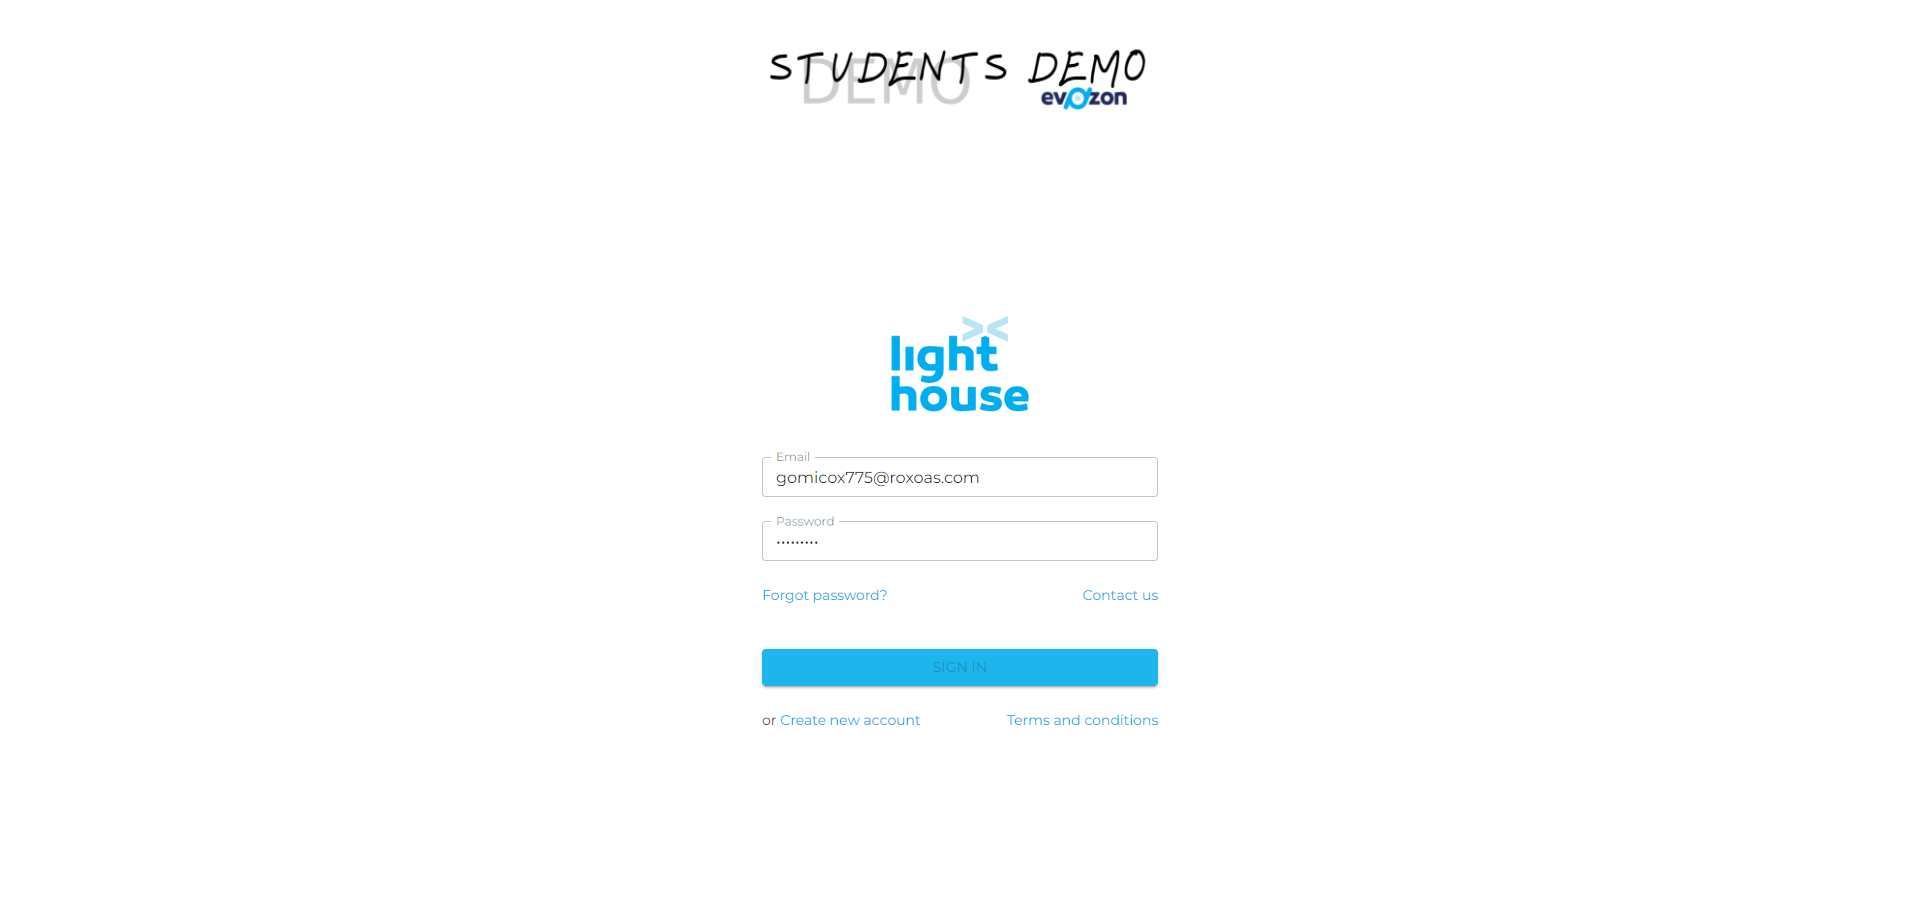 STUDENTS DEMO
DEMO
evozon
light
house
Email
gomicox775@roxoas.com
Password
•••••••••
Forgot password? Contact us
SIGN IN
or Create new account Terms and conditions